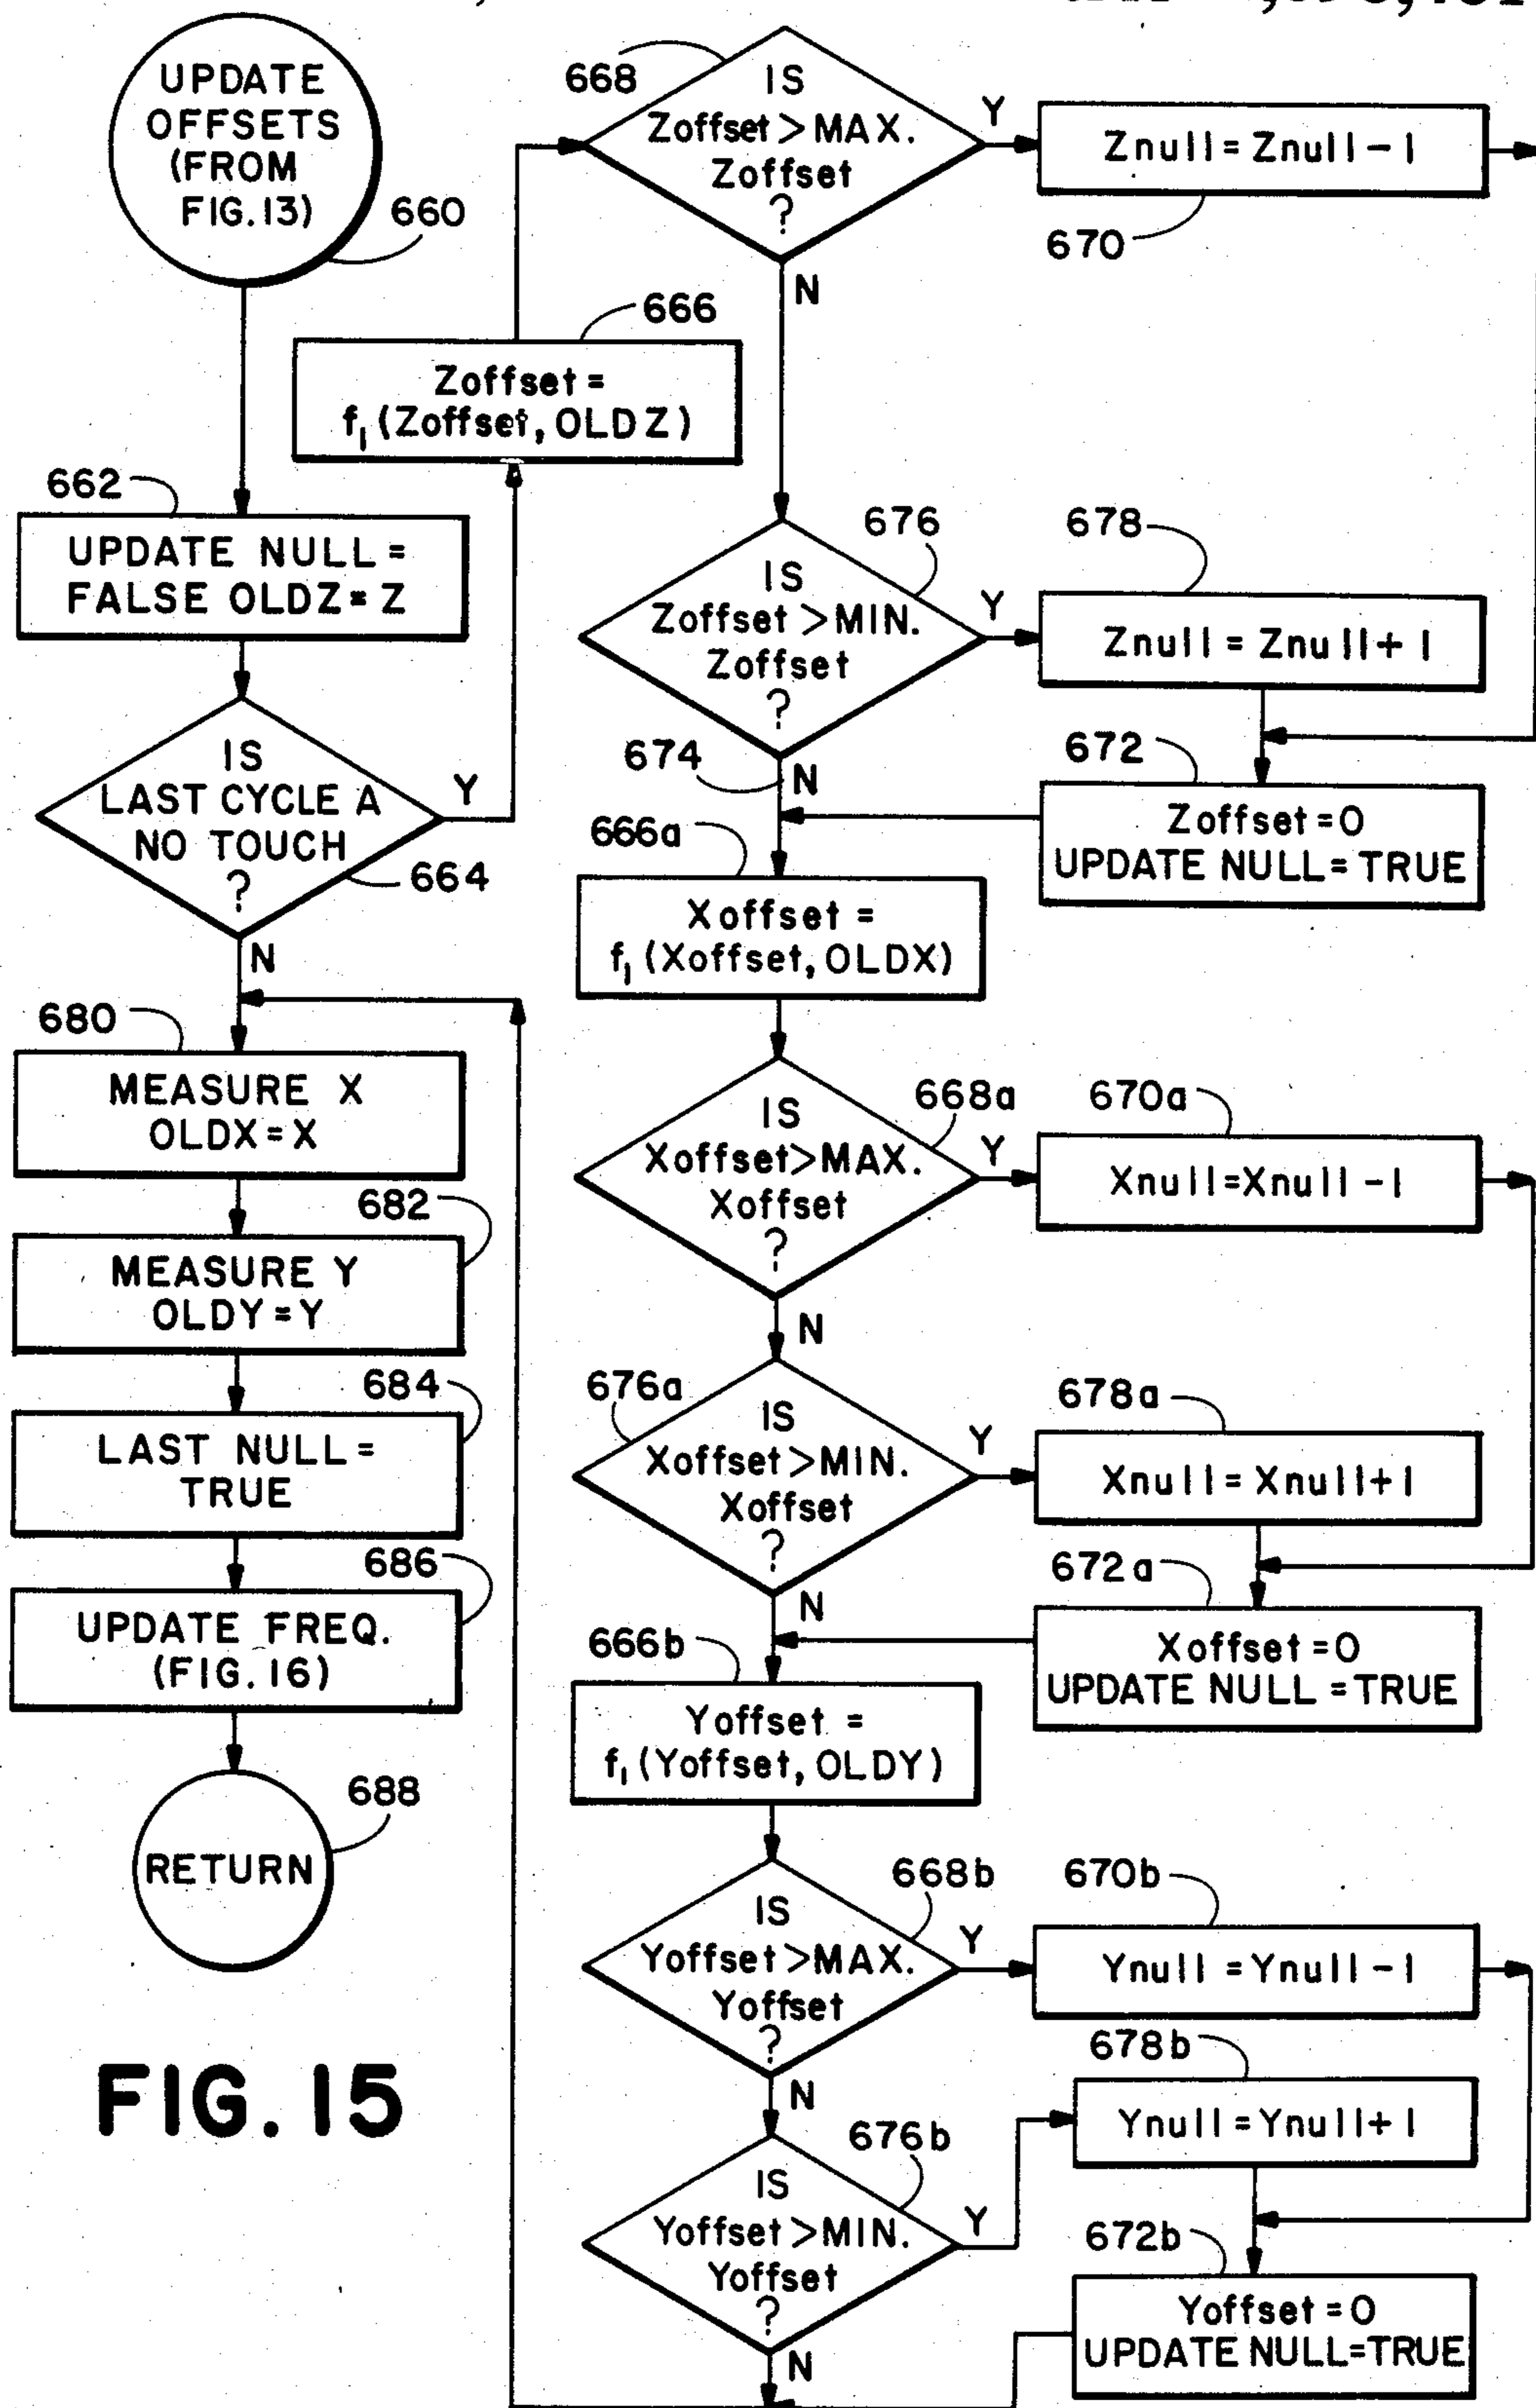 UPDATE
OFFSETS
(FROM
FIG. 13)
660
662
UPDATE NULL =
FALSE OLDZ = Z
IS
LAST CYCLE A
NO TOUCH
?
664
Y
N
666
Zoffset =
f₁ (Zoffset, OLDZ)
668
IS
Zoffset > MAX.
Zoffset
?
Y
N
Znull = Znull - 1
670
676
IS
Zoffset > MIN.
Zoffset
?
Y
674
N
678
Znull = Znull + 1
672
Zoffset = 0
UPDATE NULL = TRUE
666a
Xoffset =
f₁ (Xoffset, OLDX)
668a
IS
Xoffset > MAX.
Xoffset
?
Y
N
670a
Xnull = Xnull - 1
676a
IS
Xoffset > MIN.
Xoffset
?
Y
N
678a
Xnull = Xnull + 1
672a
Xoffset = 0
UPDATE NULL = TRUE
666b
Yoffset =
f₁ (Yoffset, OLDY)
668b
IS
Yoffset > MAX.
Yoffset
?
Y
N
670b
Ynull = Ynull - 1
676b
IS
Yoffset > MIN.
Yoffset
?
Y
N
678b
Ynull = Ynull + 1
672b
Yoffset = 0
UPDATE NULL = TRUE
680
MEASURE X
OLDX = X
682
MEASURE Y
OLDY = Y
684
LAST NULL =
TRUE
686
UPDATE FREQ.
(FIG. 16)
688
RETURN
FIG. 15